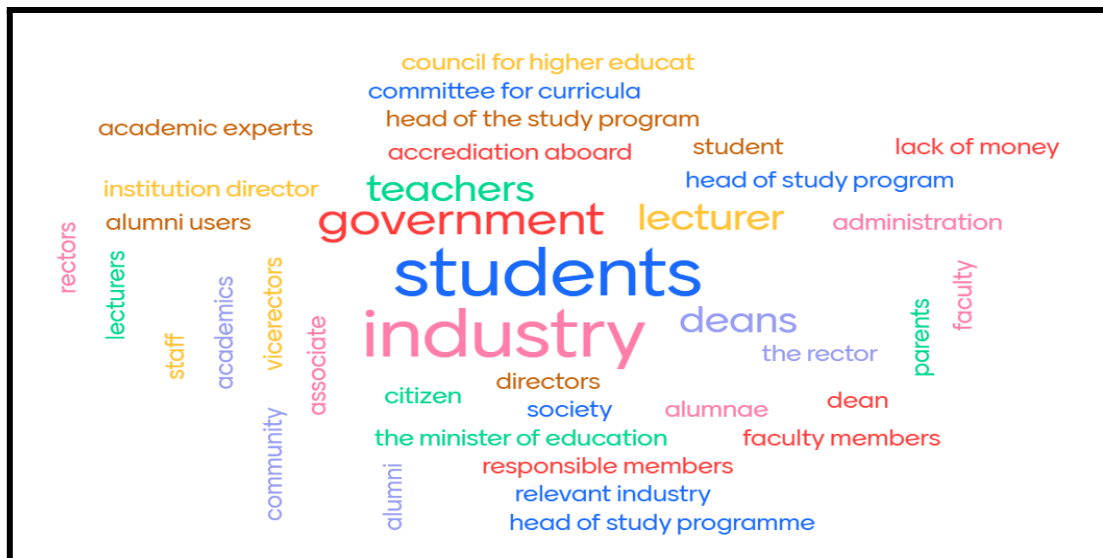 council for higher educat
committee for curricula
head of the study program
academic experts
accrediation aboard
student
lack of money
institution director
teachers
head of study program
alumni users
government
lecturer
administration
rectors
lecturers
students
staff
academics
vicerectors
associate
industry
deans
the rector
parents
faculty
directors
citizen
society
alumnae
dean
community
the minister of education
faculty members
alumni
responsible members
relevant industry
head of study programme